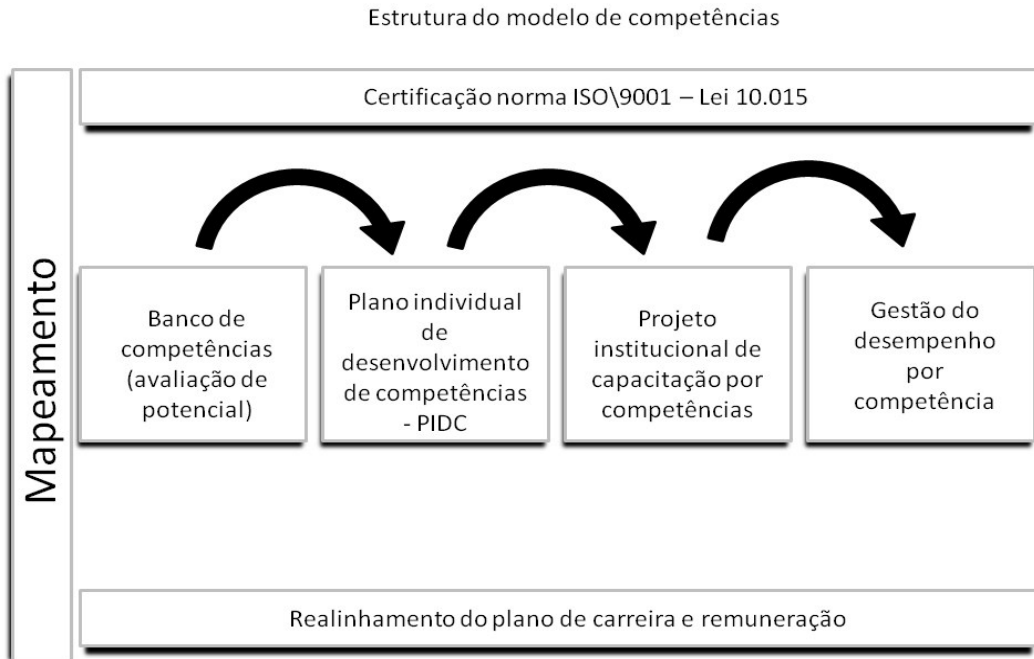 Estrutura do modelo de competências
Mapeamento
Certificação norma ISO\9001 – Lei 10.015
Banco de
competências
(avaliação de
potencial)
Plano individual
de
desenvolvimento
de competências
- PIDC
Projeto
institucional de
capacitação por
competências
Gestão do
desempenho
por
competência
Realinhamento do plano de carreira e remuneração